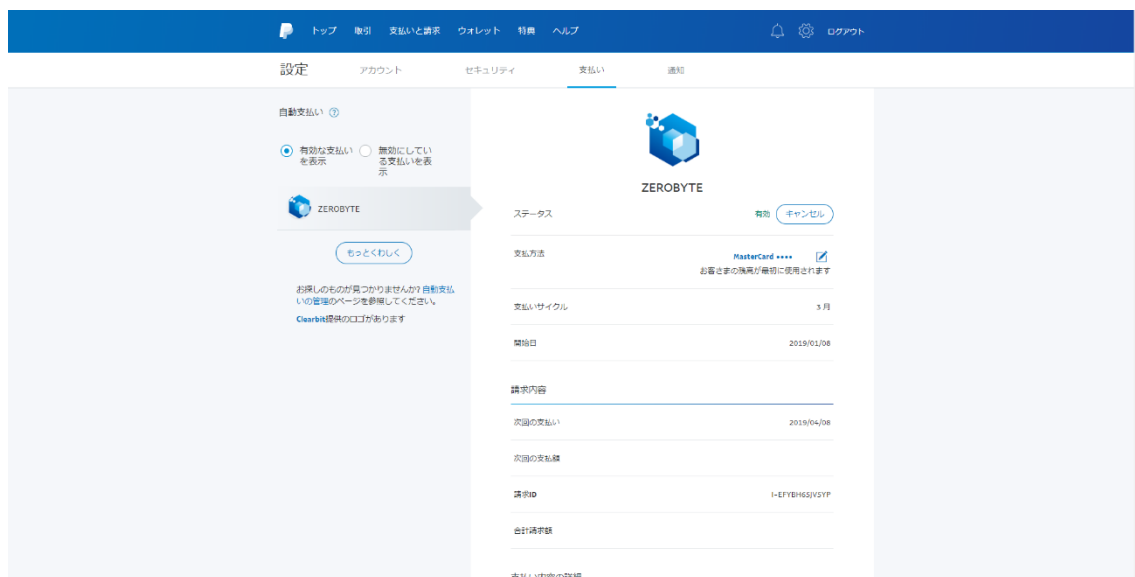 トップ 取引 支払いと請求 ウォレット 特典 ヘルプ ログアウト
設定 アカウント セキュリティ 支払い 通知
自動支払い ?
有効な支払い
を表示
無効にしてい
る支払いを表
示
ZEROBYTE
もっとくわしく
お探しのものが見つかりませんか? 自動支払
いの管理のページを参照してください。
Clearbit提供のロゴがあります
ZEROBYTE
ステータス 有効 キャンセル
支払方法 MasterCard ••••
お客さまの残高が最初に使用されます
支払いサイクル 3 月
開始日 2019/01/08
請求内容
次回の支払い 2019/04/08
次回の支払額
請求ID I-EFYBH6SJVSYP
合計請求額
支払い内容の詳細